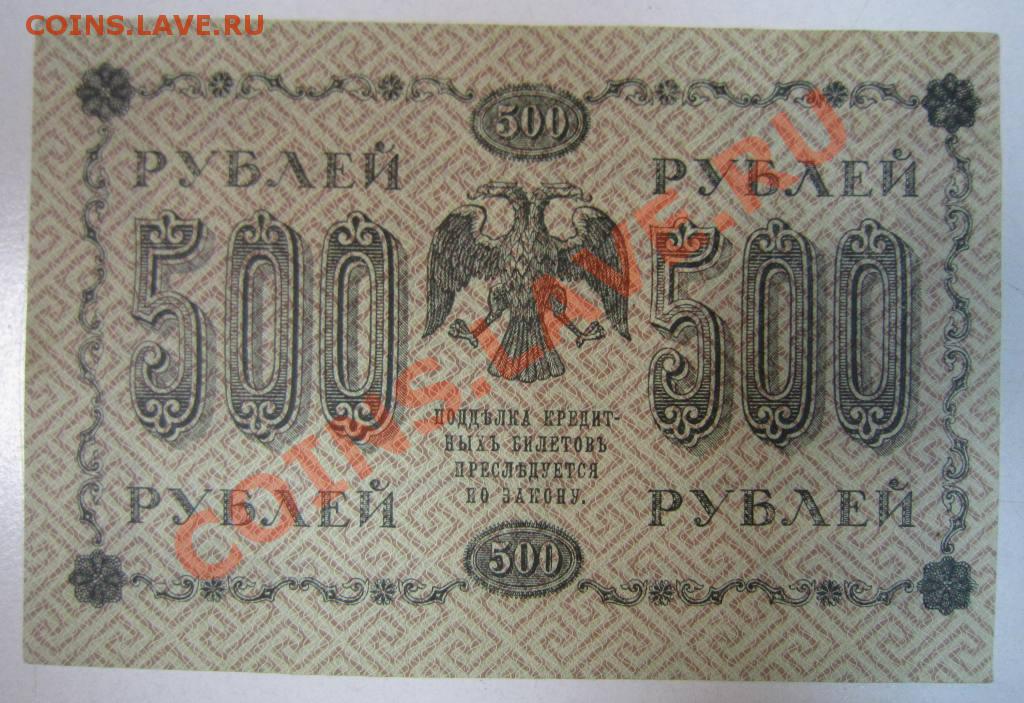 COINS.LAVE.RU
500
РУБЛЕЙ РУБЛЕЙ
500 500
ПОДДѢЛКА КРЕДИТ-
НЫХЪ БИЛЕТОВЪ
ПРЕСЛѢДУЕТСЯ
ПО ЗАКОНУ.
РУБЛЕЙ РУБЛЕЙ
500
COINS.LAVE.RU